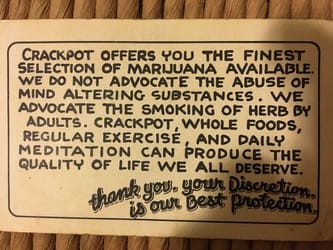 CRACKPOT OFFERS YOU THE FINEST
SELECTION OF MARIJUANA AVAILABLE.
WE DO NOT ADVOCATE THE ABUSE OF
MIND ALTERING SUBSTANCES. WE
ADVOCATE THE SMOKING OF HERB BY
ADULTS. CRACKPOT, WHOLE FOODS,
REGULAR EXERCISE, AND DAILY
MEDITATION CAN PRODUCE THE
QUALITY OF LIFE WE ALL DESERVE.
thank you. your Discretion.
is our Best Protection.